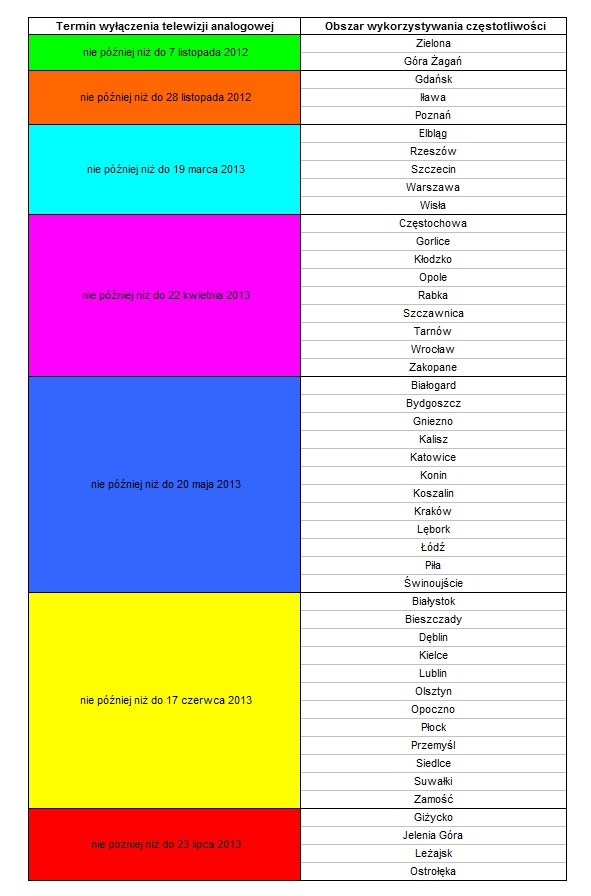 Termin wyłączenia telewizji analogowej Obszar wykorzystywania częstotliwości
nie później niż do 7 listopada 2012
Zielona
Góra Żagań
nie później niż do 28 listopada 2012
Gdańsk
Iława
Poznań
nie później niż do 19 marca 2013
Elbląg
Rzeszów
Szczecin
Warszawa
Wisła
nie później niż do 22 kwietnia 2013
Częstochowa
Gorlice
Kłodzko
Opole
Rabka
Szczawnica
Tarnów
Wrocław
Zakopane
nie później niż do 20 maja 2013
Białogard
Bydgoszcz
Gniezno
Kalisz
Katowice
Konin
Koszalin
Kraków
Lębork
Łódź
Piła
Świnoujście
nie później niż do 17 czerwca 2013
Białystok
Bieszczady
Dęblin
Kielce
Lublin
Olsztyn
Opoczno
Płock
Przemyśl
Siedlce
Suwałki
Zamość
nie później niż do 23 lipca 2013
Giżycko
Jelenia Góra
Leżajsk
Ostrołęka